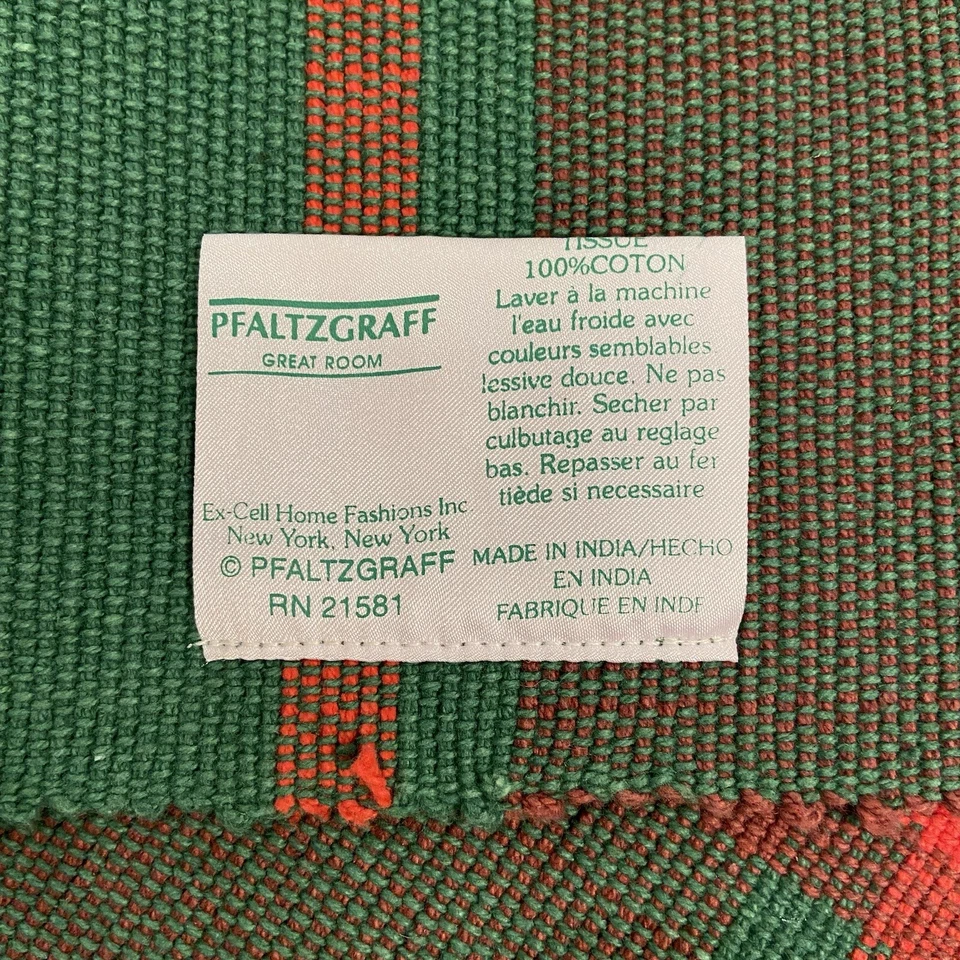 PFALTZGRAFF
GREAT ROOM
Ex-Cell Home Fashions Inc
New York, New York
© PFALTZGRAFF
RN 21581
TISSUE
100%COTON
Laver à la machine
l'eau froide avec
couleurs semblables
lessive douce. Ne pas
blanchir. Secher par
culbutage au reglage
bas. Repasser au fer
tiède si necessaire
MADE IN INDIA/HECHO
EN INDIA
FABRIQUE EN INDE